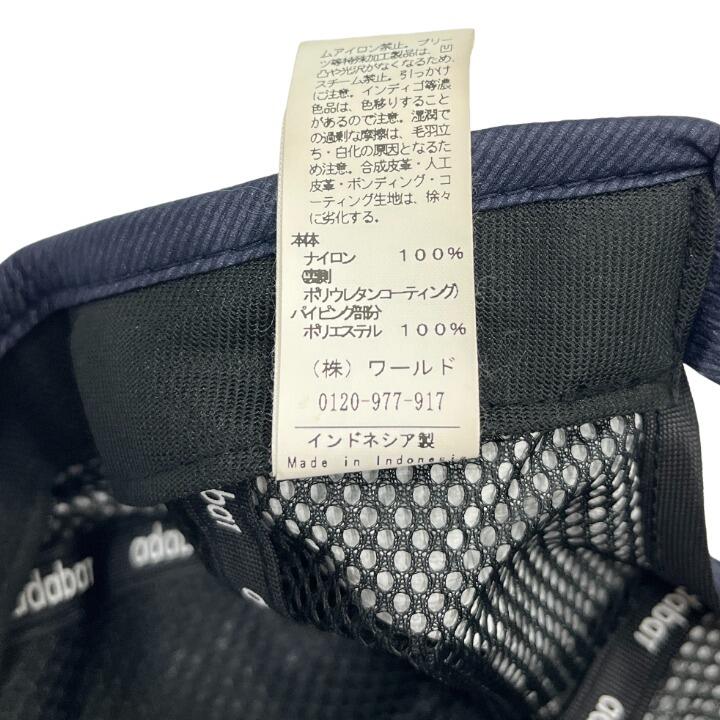 ムアイロン禁止。プリー
ツ等特殊加工製品は、凹
凸や光沢がなくなるため、
スチーム禁止。引っかけ
に注意。インディゴ等濃
色品は、色移りすること
があるので注意。湿潤で
の過剰な摩擦は、毛羽立
ち・白化の原因となるた
め注意。合成皮革・人工
皮革・ボンディング・コ
ーティング生地は、徐々
に劣化する。
本体
ナイロン 100%
ポリウレタンコーティング)
パイピング部分
ポリエステル 100%
(株)ワールド
0120-977-917
インドネシア製
Made in Indonesia
adabat
adabat
bat